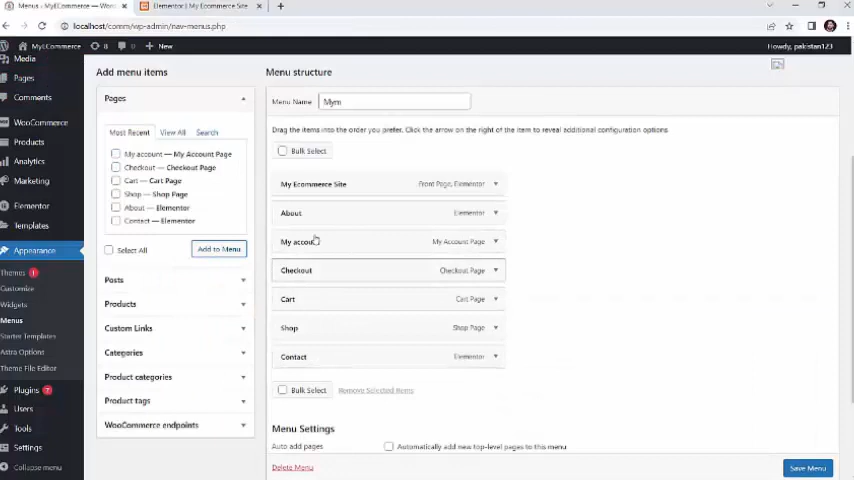 Menus ‹ MyECommerce — Wor
Elementor | My Ecommerce Site
localhost/comm/wp-admin/nav-menus.php
MyECommerce 8 0 New
Howdy, pakistan123
Media
Pages
Comments
WooCommerce
Products
Analytics
Marketing
Elementor
Templates
Appearance
Themes 1
Customize
Widgets
Menus
Starter Templates
Astra Options
Theme File Editor
Plugins 7
Users
Tools
Settings
Collapse menu
Add menu items
Pages
Most Recent View All Search
My account — My Account Page
Checkout — Checkout Page
Cart — Cart Page
Shop — Shop Page
About — Elementor
Contact — Elementor
Select All Add to Menu
Posts
Products
Custom Links
Categories
Product categories
Product tags
WooCommerce endpoints
Menu structure
Menu Name Mym
Drag the items into the order you prefer. Click the arrow on the right of the item to reveal additional configuration options
Bulk Select
My Ecommerce Site Front Page, Elementor
About Elementor
My account My Account Page
Checkout Checkout Page
Cart Cart Page
Shop Shop Page
Contact Elementor
Bulk Select Remove Selected Items
Menu Settings
Auto add pages Automatically add new top-level pages to this menu
Delete Menu
Save Menu